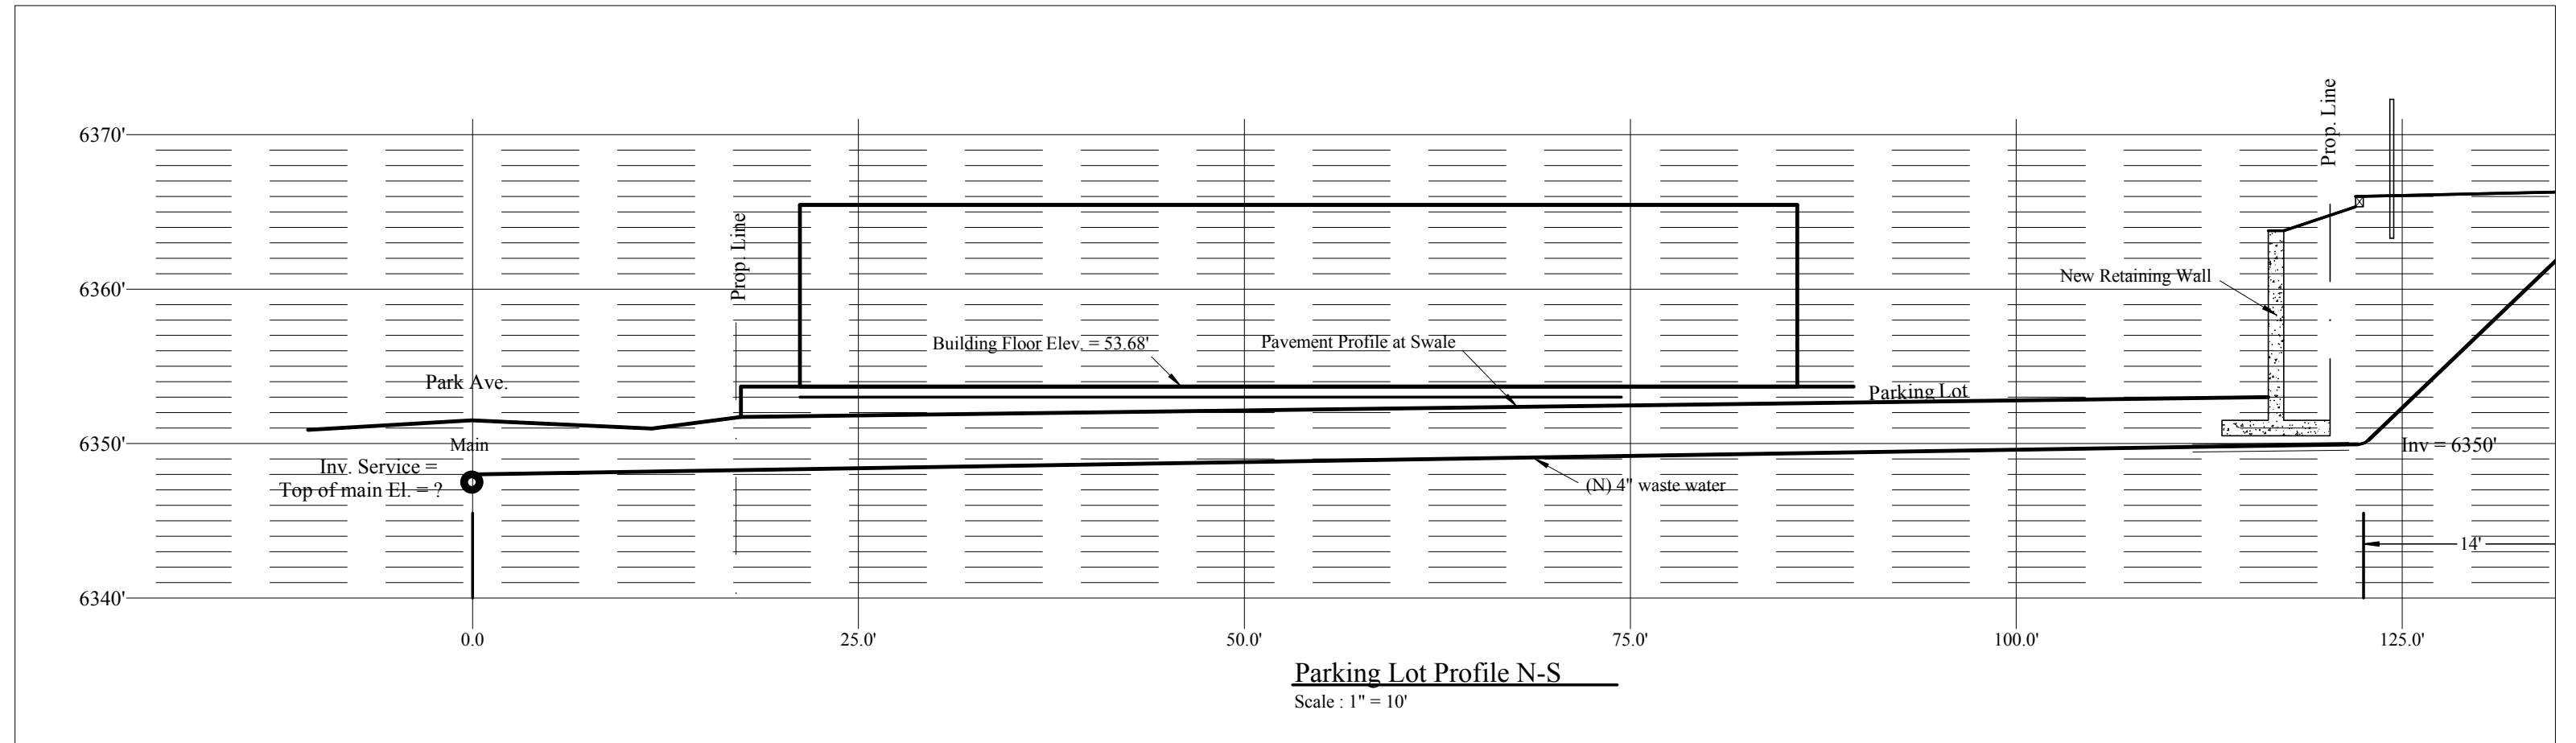 Prop. Line
6370'
Prop. Line
New Retaining Wall
6360'
Building Floor Elev. = 53.68'
Pavement Profile at Swale
Park Ave.
Parking Lot
6350'
Main
Inv = 6350'
Inv. Service =
Top of main El. = ?
(N) 4" waste water
14'
6340'
0.0
25.0'
50.0'
75.0'
100.0'
125.0'
Parking Lot Profile N-S
Scale : 1" = 10'